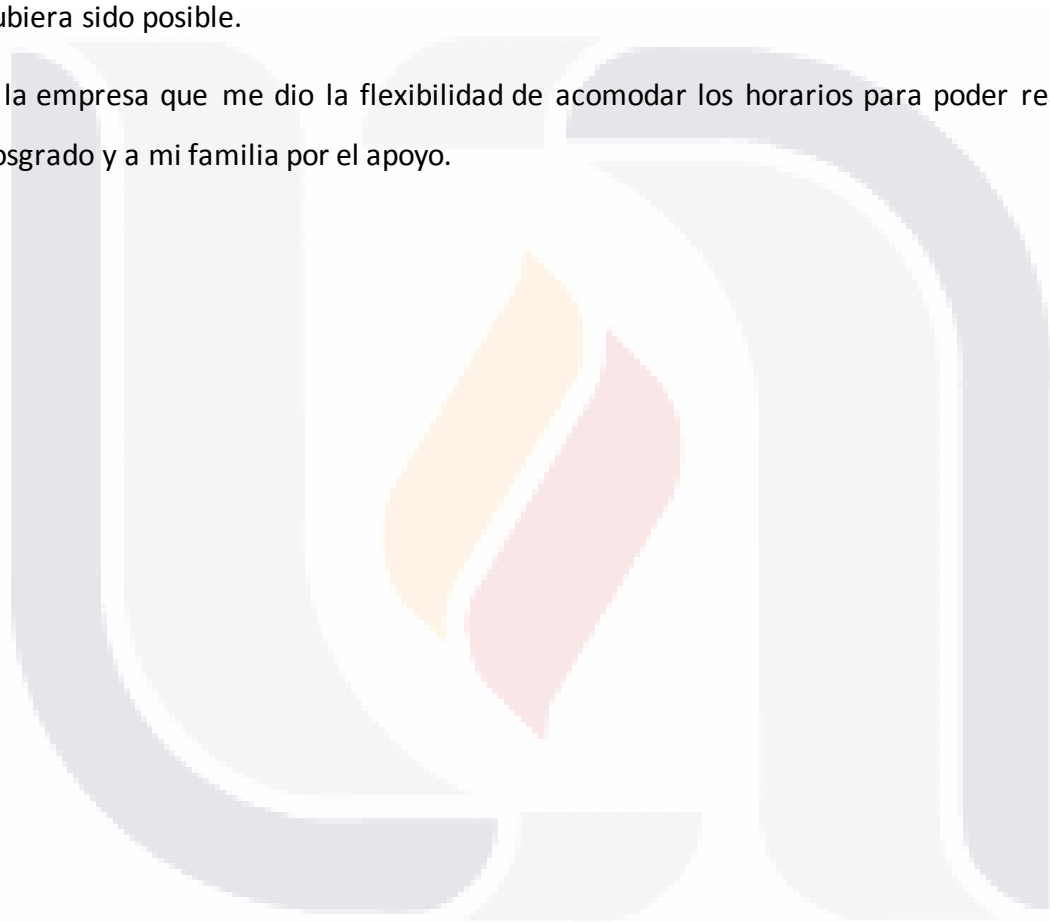 ubiera sido posible.
la empresa que me dio la flexibilidad de acomodar los horarios para poder re
osgrado y a mi familia por el apoyo.